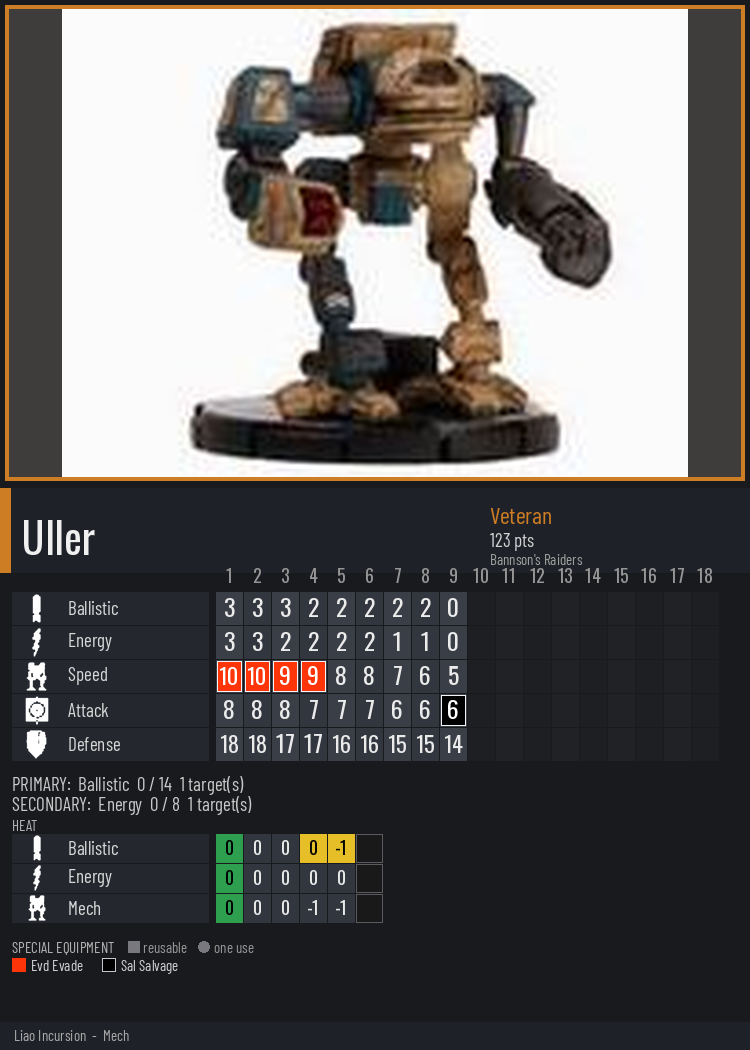 Uller
Veteran
123 pts
Bannson's Raiders
1 2 3 4 5 6 7 8 9 10 11 12 13 14 15 16 17 18
Ballistic 3 3 3 2 2 2 2 2 0
Energy 3 3 2 2 2 2 1 1 0
Speed 10 10 9 9 8 8 7 6 5
Attack 8 8 8 7 7 7 6 6 6
Defense 18 18 17 17 16 16 15 15 14
PRIMARY: Ballistic 0 / 14 1 target(s)
SECONDARY: Energy 0 / 8 1 target(s)
HEAT
Ballistic 0 0 0 0 -1
Energy 0 0 0 0 0
Mech 0 0 0 -1 -1
SPECIAL EQUIPMENT reusable one use
Evd Evade Sal Salvage
Liao Incursion - Mech